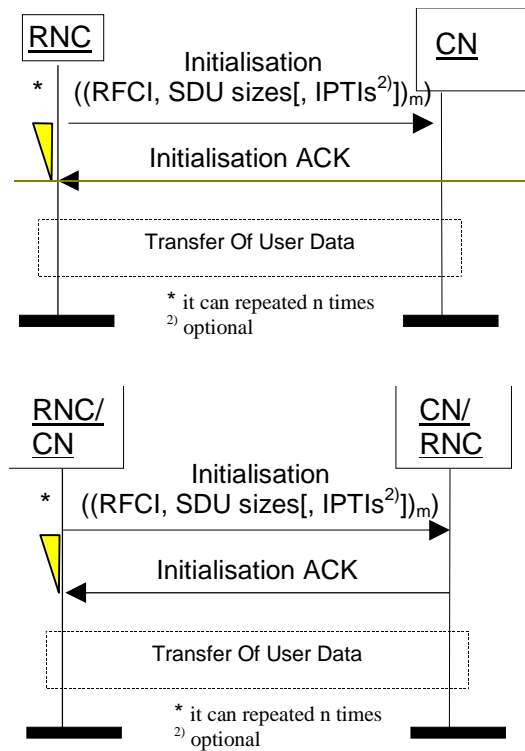 RNC
CN
*
Initialisation
((RFCI, SDU sizes[, IPTIs2)])m)
Initialisation ACK
Transfer Of User Data
* it can repeated n times
2) optional
RNC/
CN
CN/
RNC
*
Initialisation
((RFCI, SDU sizes[, IPTIs2)])m)
Initialisation ACK
Transfer Of User Data
* it can repeated n times
2) optional